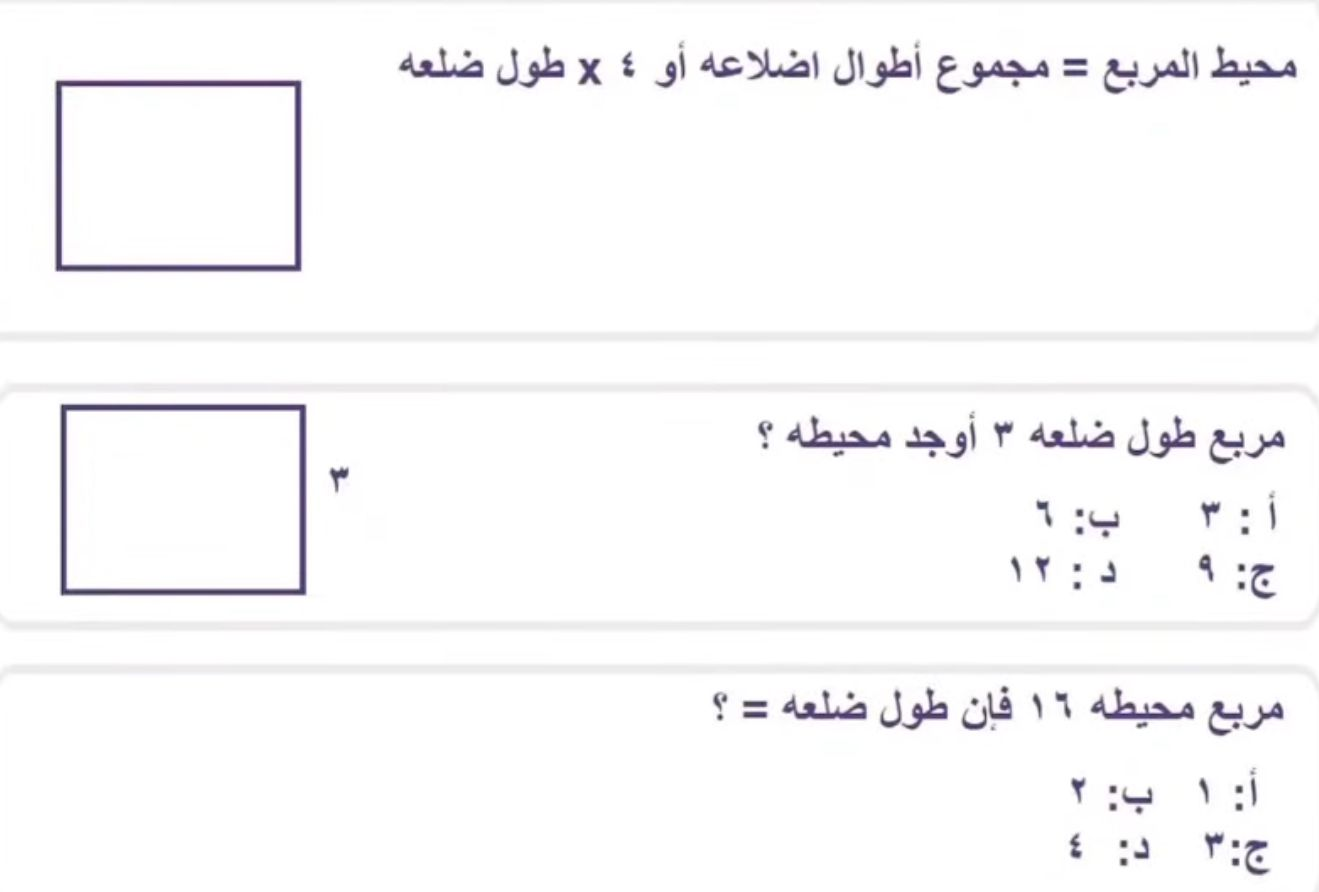 محيط المربع = مجموع أطوال اضلاعه أو ٤ x طول ضلعه
مربع طول ضلعه ٣ أوجد محيطه ؟
٣
أ : ٣ ب: ٦
ج: ٩ د : ١٢
مربع محيطه ١٦ فإن طول ضلعه = ؟
أ: ١ ب: ٢
ج:٣ د: ٤